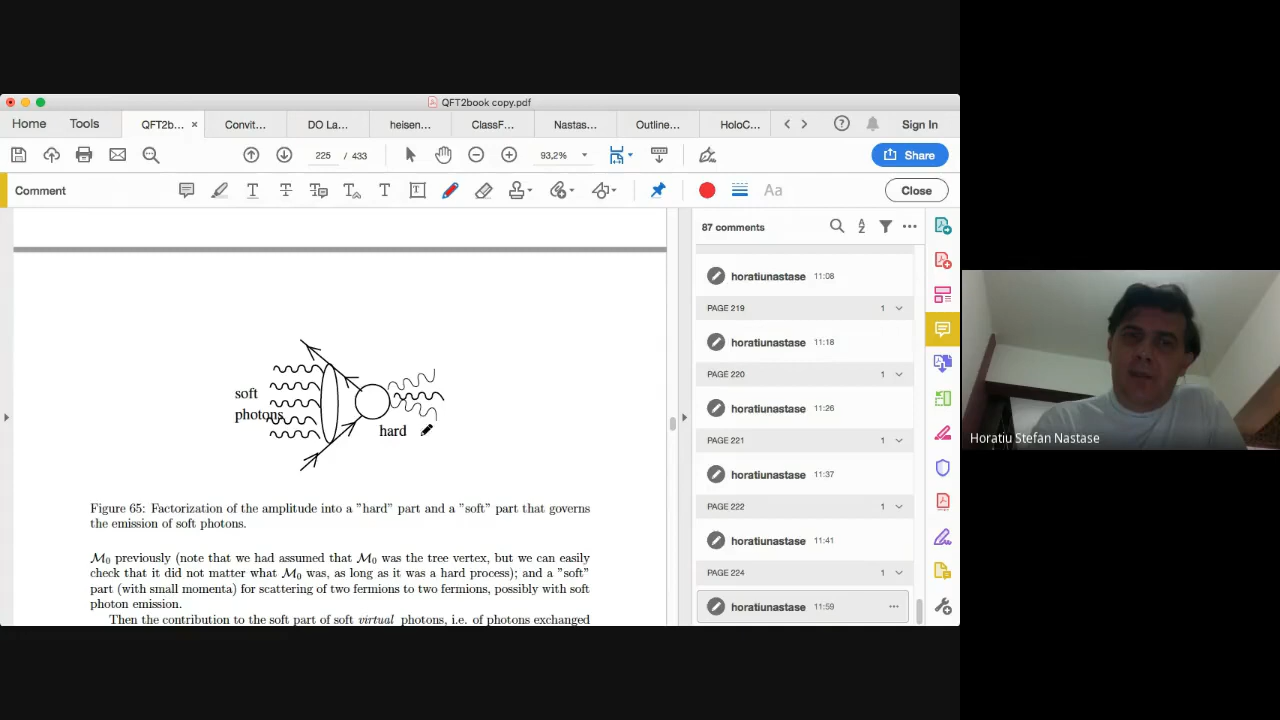 QFT2book copy.pdf
Home Tools QFT2b... × Convit... DO La... heisen... ClassF... Nastas... Outline... HoloC... Sign In
225 / 433 93,2% Share
Comment Aa Close
87 comments
horatiunastase 11:08
PAGE 219 1
horatiunastase 11:18
PAGE 220 1
horatiunastase 11:26
PAGE 221 1
horatiunastase 11:37
PAGE 222 1
horatiunastase 11:41
PAGE 224 1
horatiunastase 11:59
soft
photons
hard
Figure 65: Factorization of the amplitude into a ”hard” part and a ”soft” part that governs
the emission of soft photons.
ℳ₀ previously (note that we had assumed that ℳ₀ was the tree vertex, but we can easily
check that it did not matter what ℳ₀ was, as long as it was a hard process); and a ”soft”
part (with small momenta) for scattering of two fermions to two fermions, possibly with soft
photon emission.
Then the contribution to the soft part of soft virtual photons, i.e. of photons exchanged
Horatiu Stefan Nastase